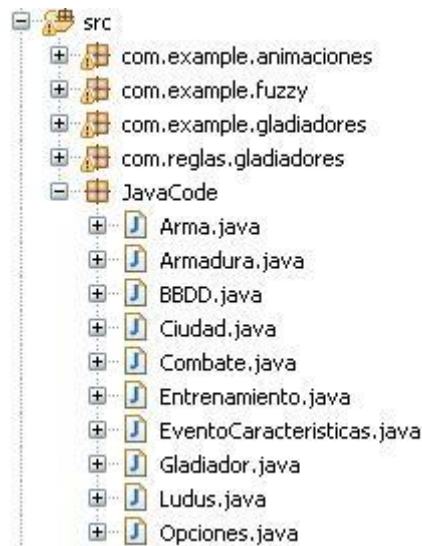 src
com.example.animaciones
com.example.fuzzy
com.example.gladiadores
com.reglas.gladiadores
JavaCode
Arma.java
Armadura.java
BBDD.java
Ciudad.java
Combate.java
Entrenamiento.java
EventoCaracteristicas.java
Gladiador.java
Ludus.java
Opciones.java